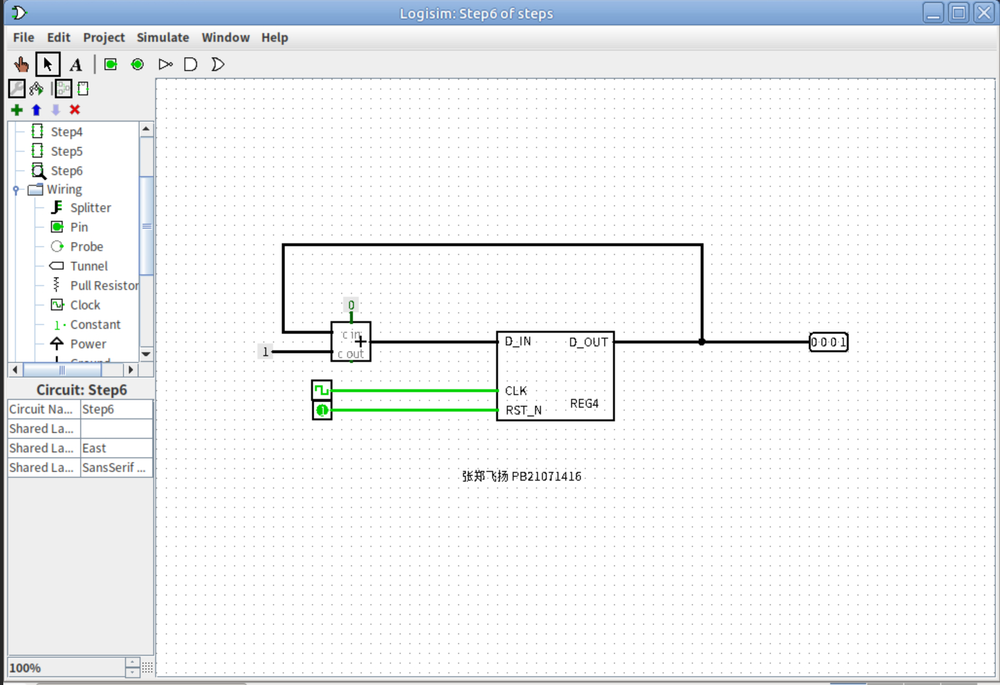 Logisim: Step6 of steps
File Edit Project Simulate Window Help
A
Step4
Step5
Step6
Wiring
Splitter
Pin
Probe
Tunnel
Pull Resistor
Clock
1 Constant
Power
Ground
Circuit: Step6
Circuit Na... Step6
Shared La...
Shared La... East
Shared La... SansSerif ...
100%
0
c in
+
c out
1
1
D_IN D_OUT
CLK
RST_N REG4
0001
张郑飞扬 PB21071416